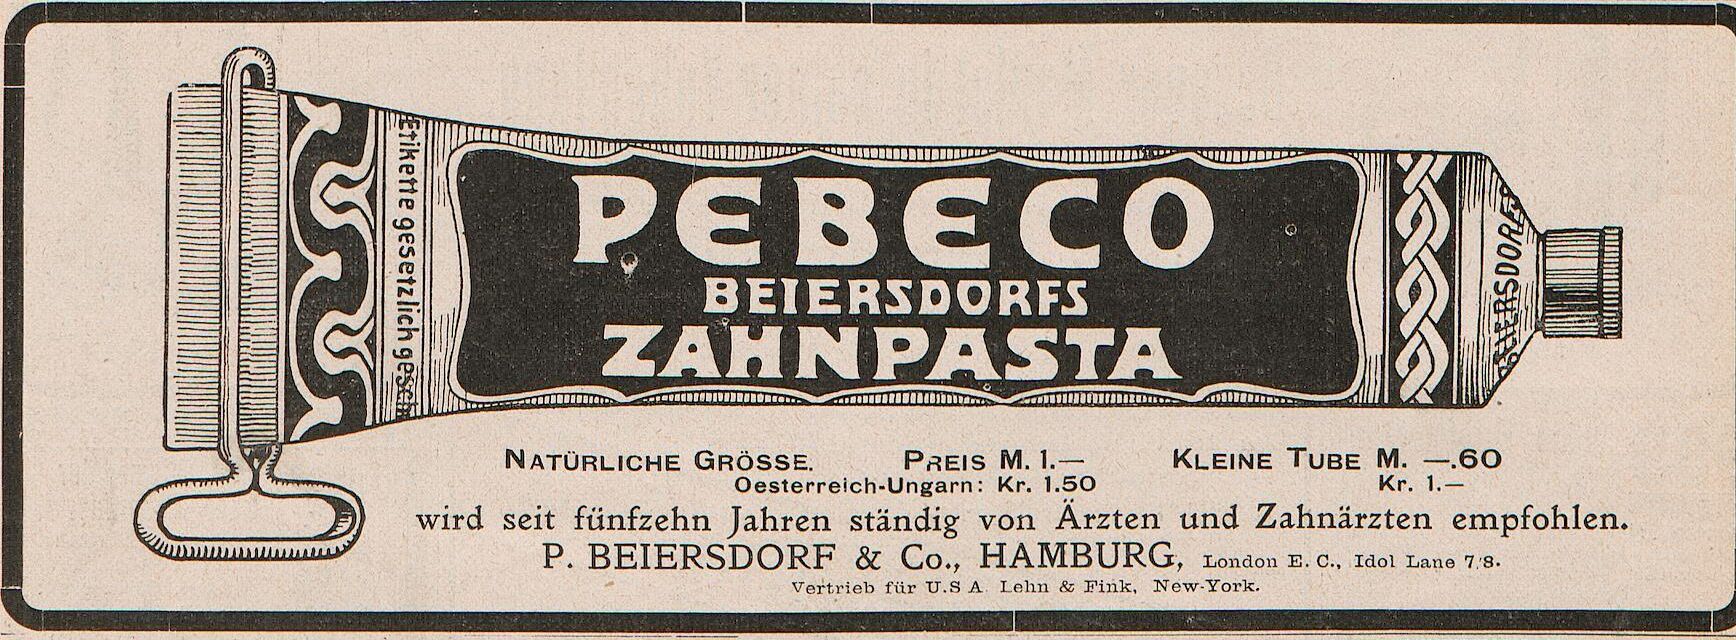 Etikette gesetzlich gesch
PEBECO
BEIERSDORFS
ZAHNPASTA
BEIERSDORF
NATÜRLICHE GRÖSSE. PREIS M. 1.— KLEINE TUBE M. —.60
Oesterreich-Ungarn: Kr. 1.50 Kr. 1.—
wird seit fünfzehn Jahren ständig von Ärzten und Zahnärzten empfohlen.
P. BEIERSDORF & Co., HAMBURG, London E. C., Idol Lane 7/8.
Vertrieb für U.S A. Lehn & Fink, New-York.